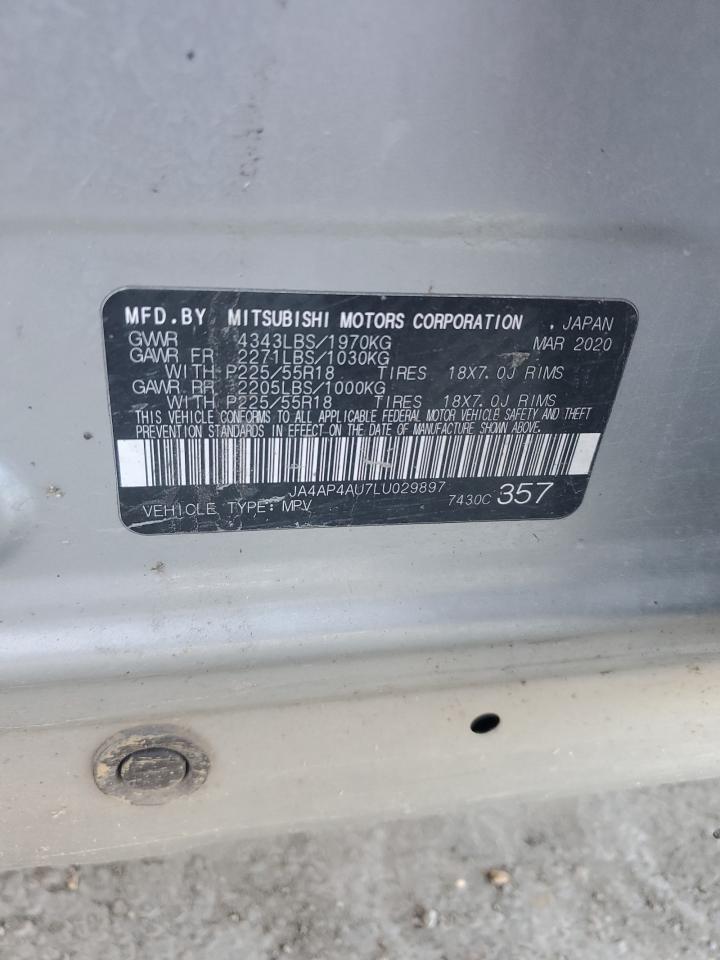 MFD.BY MITSUBISHI MOTORS CORPORATION , JAPAN
GVWR 4343LBS/1970KG MAR 2020
GAWR FR 2271LBS/1030KG
WITH P225/55R18 TIRES 18X7.0J RIMS
GAWR RR 2205LBS/1000KG
WITH P225/55R18 TIRES 18X7.0J RIMS
THIS VEHICLE CONFORMS TO ALL APPLICABLE FEDERAL MOTOR VEHICLE SAFETY AND THEFT
PREVENTION STANDARDS IN EFFECT ON THE DATE OF MANUFACTURE SHOWN ABOVE.
JA4AP4AU7LU029897
VEHICLE TYPE: MPV 7430C 357